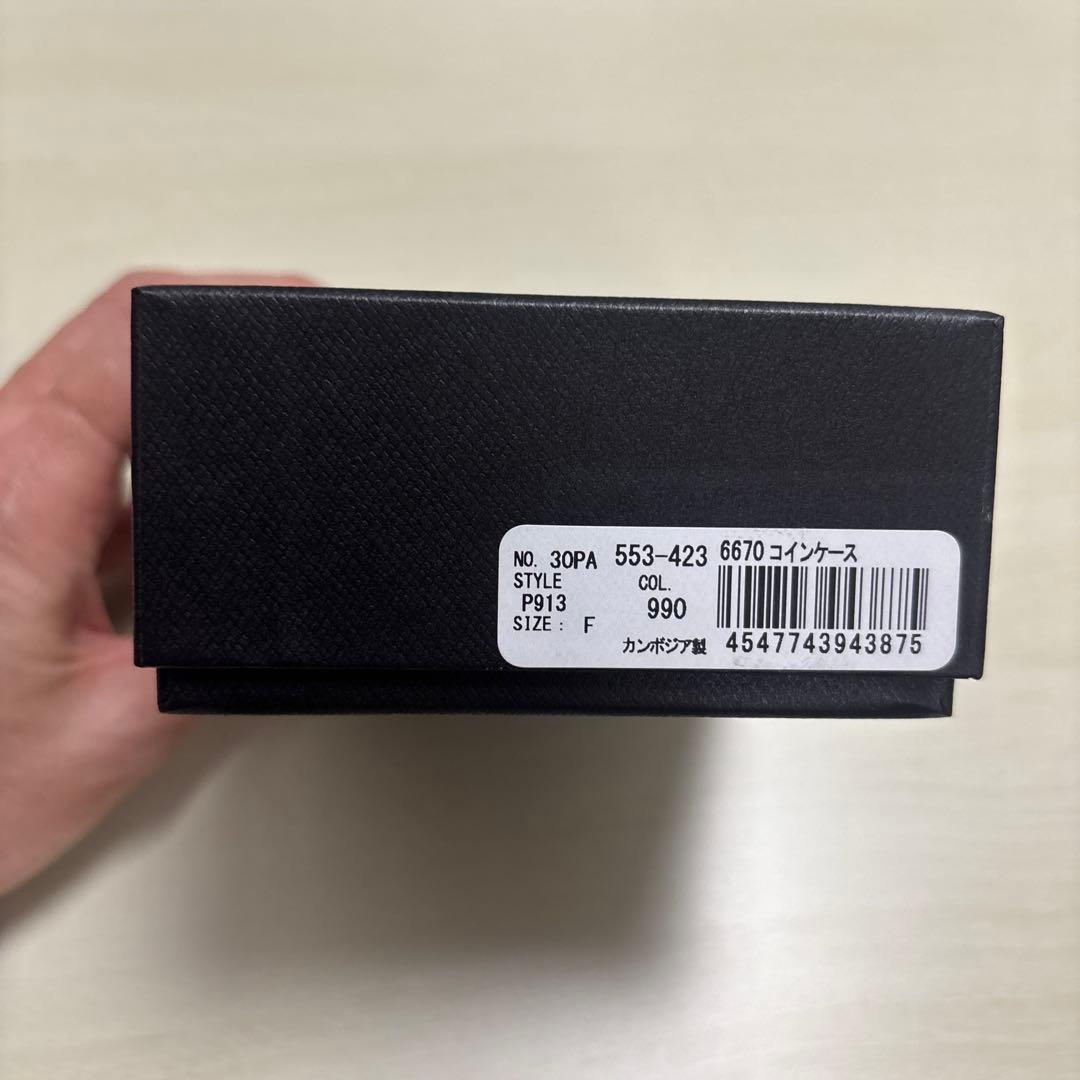 NO. 30PA 553-423 6670 コインケース
STYLE COL.
P913 990
SIZE: F
カンボジア製 4547743943875